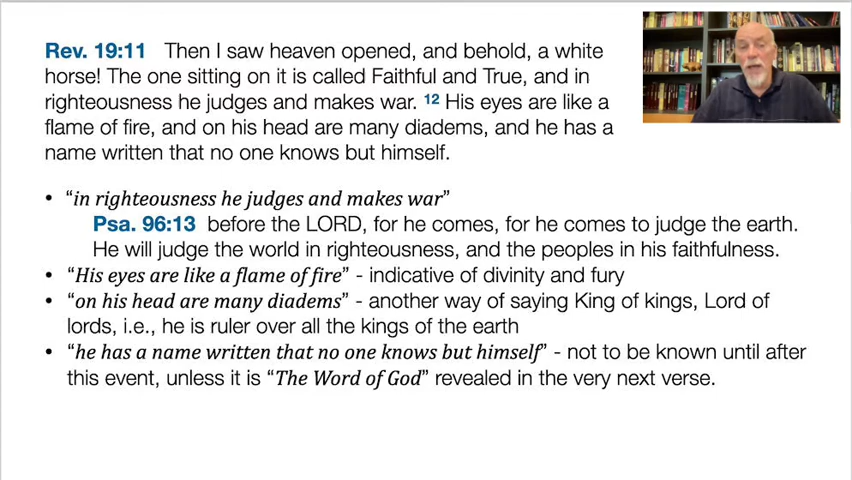 Rev. 19:11 Then I saw heaven opened, and behold, a white
horse! The one sitting on it is called Faithful and True, and in
righteousness he judges and makes war. 12 His eyes are like a
flame of fire, and on his head are many diadems, and he has a
name written that no one knows but himself.
• “in righteousness he judges and makes war”
Psa. 96:13 before the LORD, for he comes, for he comes to judge the earth.
He will judge the world in righteousness, and the peoples in his faithfulness.
• “His eyes are like a flame of fire” - indicative of divinity and fury
• “on his head are many diadems” - another way of saying King of kings, Lord of
lords, i.e., he is ruler over all the kings of the earth
• “he has a name written that no one knows but himself” - not to be known until after
this event, unless it is “The Word of God” revealed in the very next verse.